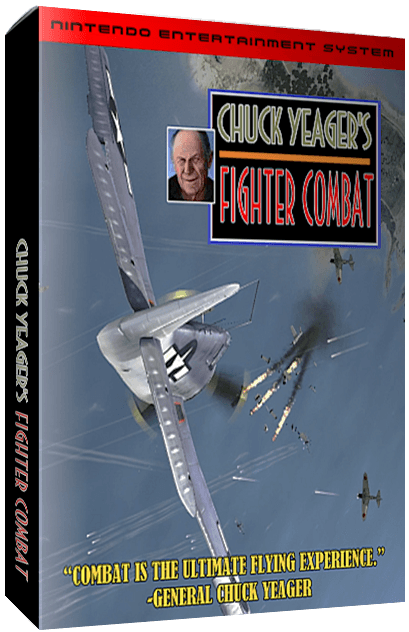 NINTENDO ENTERTAINMENT SYSTEM
CHUCK YEAGER'S
FIGHTER COMBAT
CHUCK YEAGER'S FIGHTER COMBAT
"COMBAT IS THE ULTIMATE FLYING EXPERIENCE."
-GENERAL CHUCK YEAGER